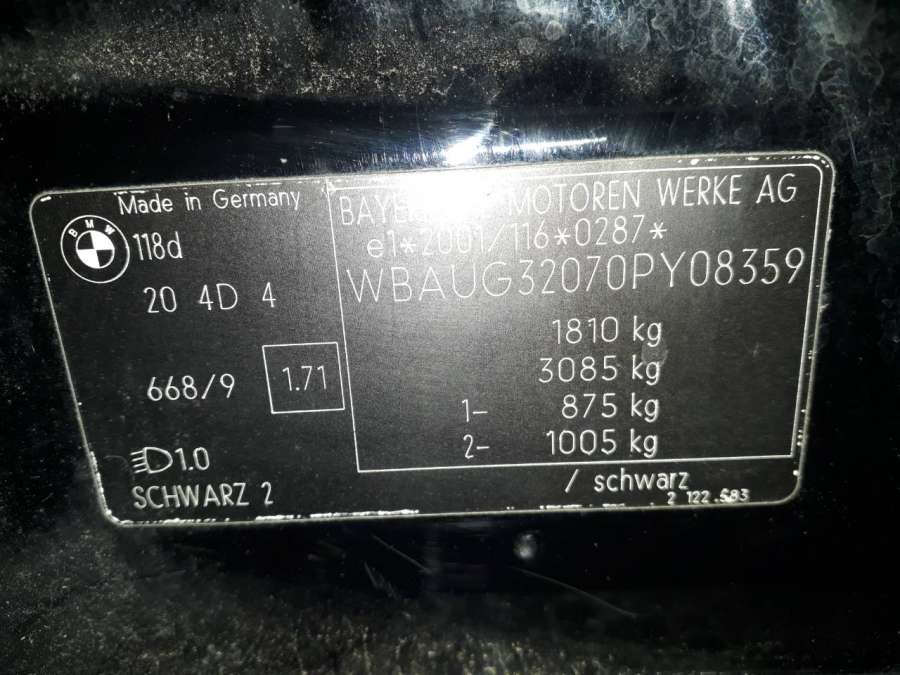 Made in Germany
BMW
118d
20 4D 4
668/9
1.71
1.0
SCHWARZ 2
MOTOREN WERKE AG
e1*2001/116*0287*
WBAUG32070PY08359
1810 kg
3085 kg
1- 875 kg
2- 1005 kg
/ schwarz
2 122.583